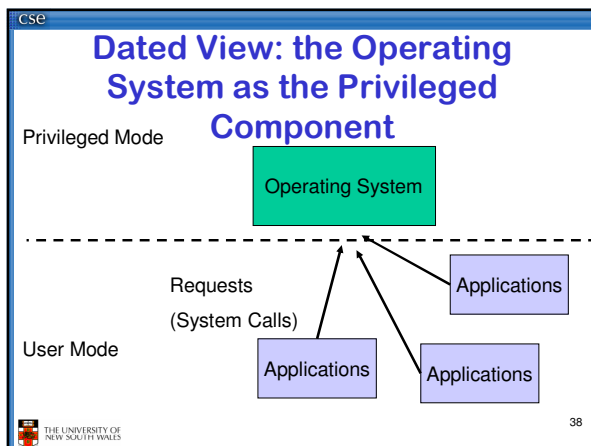 cse
Dated View: the Operating
System as the Privileged
Component
Privileged Mode
Operating System
Requests
(System Calls)
Applications
User Mode
Applications
Applications
THE UNIVERSITY OF
NEW SOUTH WALES
38